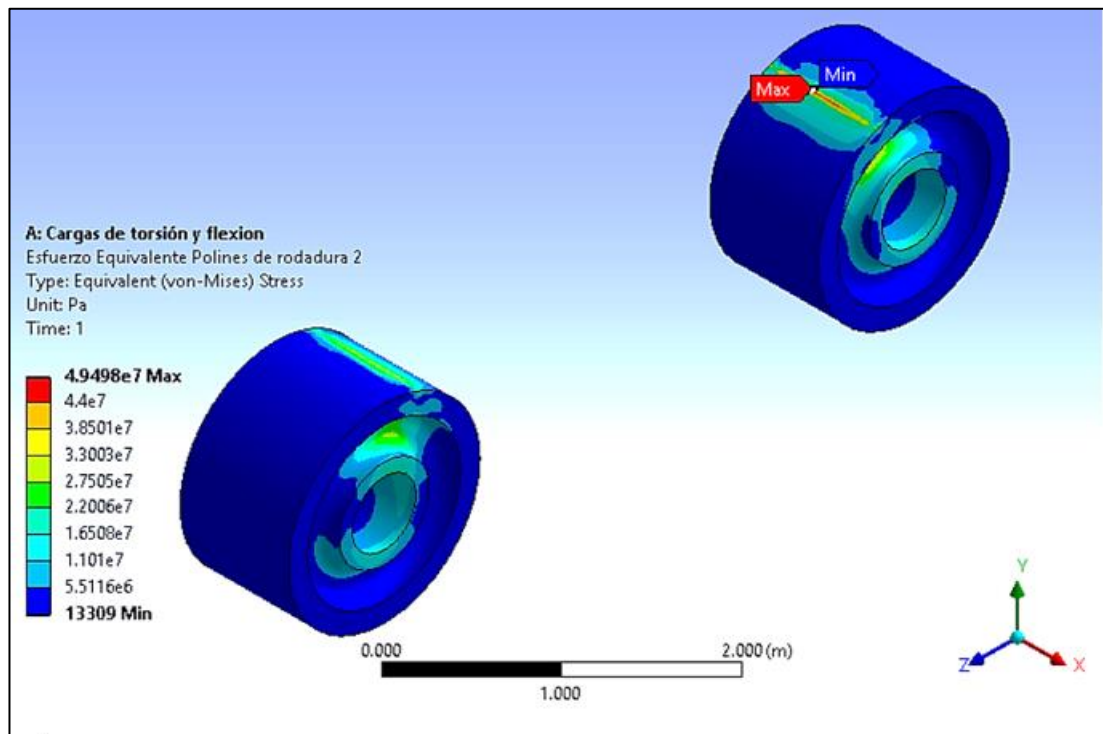 Max
Min
A: Cargas de torsión y flexion
Esfuerzo Equivalente Polines de rodadura 2
Type: Equivalent (von-Mises) Stress
Unit: Pa
Time: 1
4.9498e7 Max
4.4e7
3.8501e7
3.3003e7
2.7505e7
2.2006e7
1.6508e7
1.101e7
5.5116e6
13309 Min
0.000
2.000 (m)
1.000
Y
Z
X